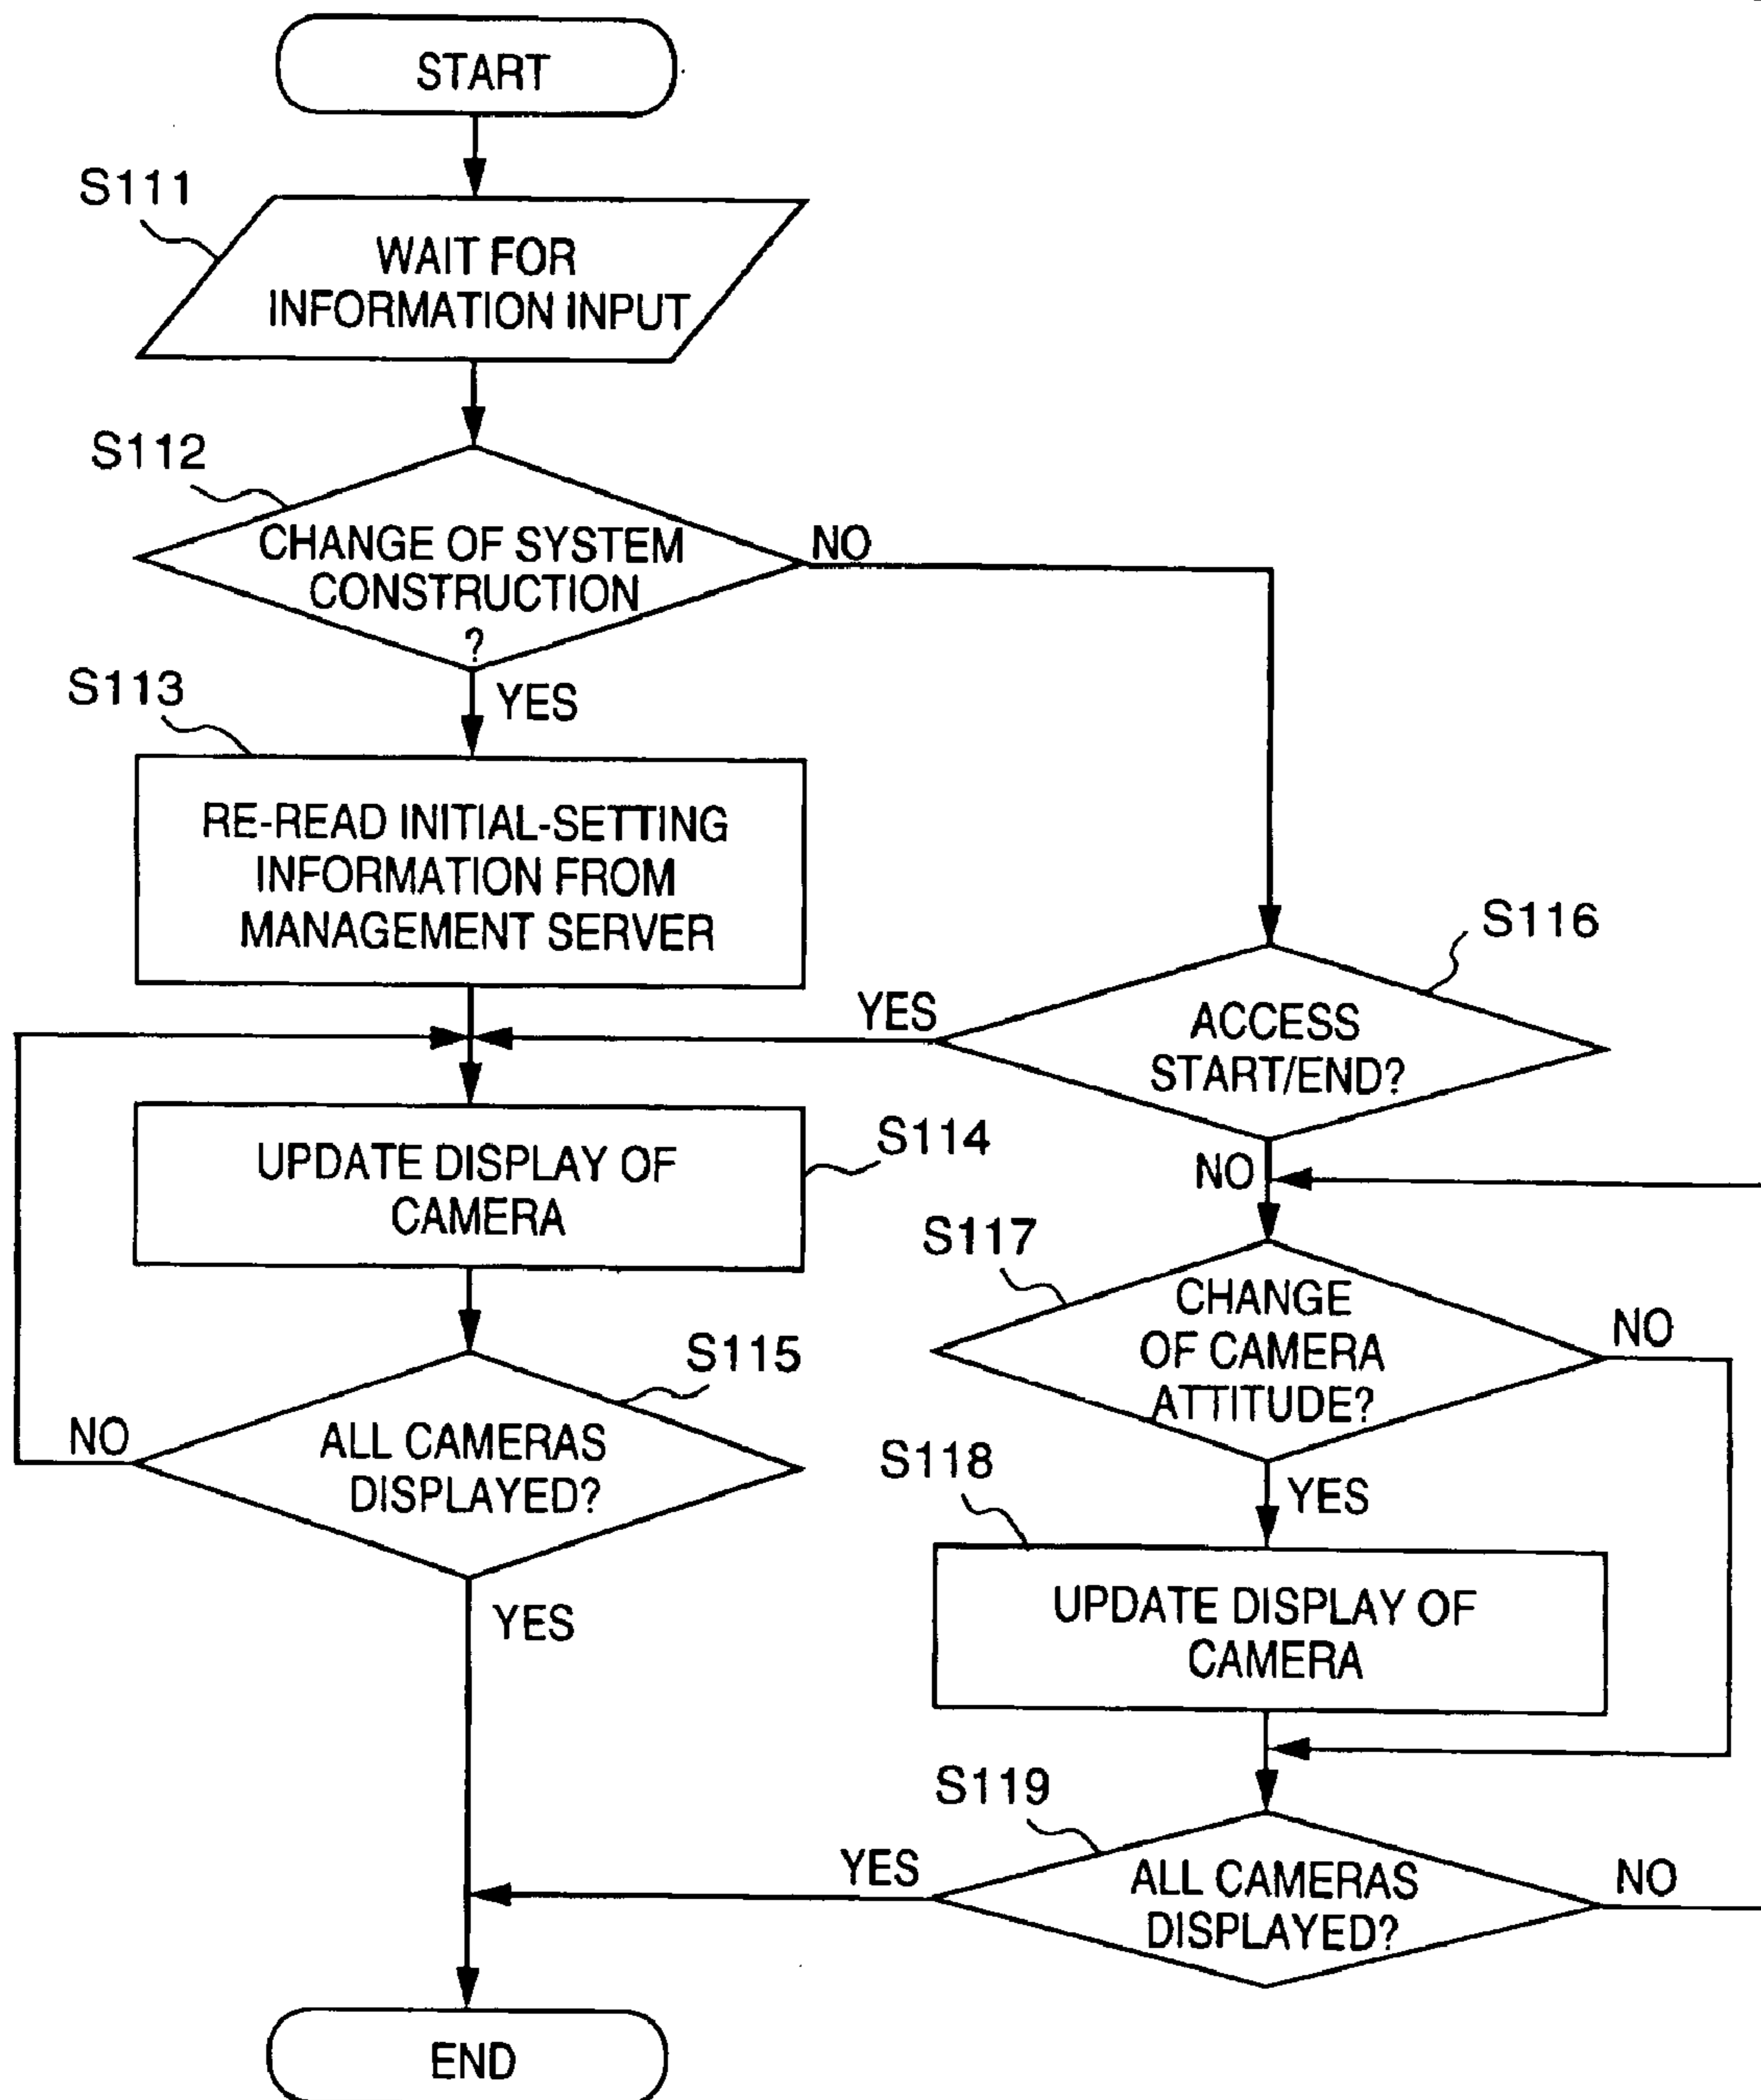 START
S111
WAIT FOR
INFORMATION INPUT
S112
CHANGE OF SYSTEM
CONSTRUCTION
?
NO
YES
S113
RE-READ INITIAL-SETTING
INFORMATION FROM
MANAGEMENT SERVER
S116
ACCESS
START/END?
YES
NO
S114
UPDATE DISPLAY OF
CAMERA
S115
ALL CAMERAS
DISPLAYED?
NO
YES
S117
CHANGE
OF CAMERA
ATTITUDE?
NO
YES
S118
UPDATE DISPLAY OF
CAMERA
S119
ALL CAMERAS
DISPLAYED?
YES
NO
END